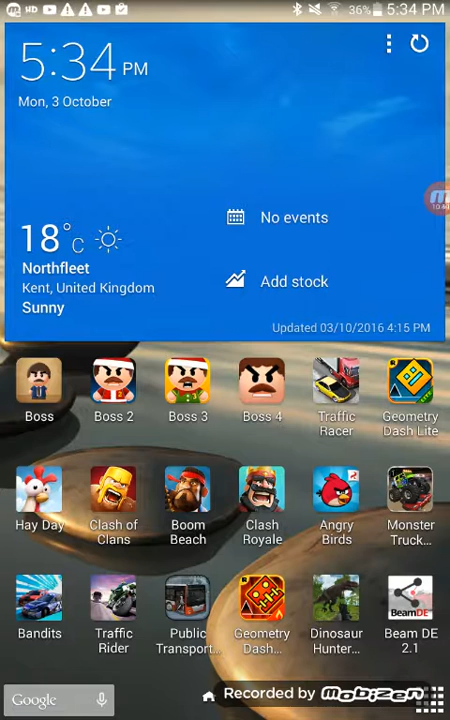 HD 36% 5:34 PM
5:34 PM
Mon, 3 October
18°C
Northfleet
Kent, United Kingdom
Sunny
No events
Add stock
Updated 03/10/2016 4:15 PM
Boss Boss 2 Boss 3 Boss 4 Traffic Racer Geometry Dash Lite
Hay Day Clash of Clans Boom Beach Clash Royale Angry Birds Monster Truck...
Bandits Traffic Rider Public Transport... Geometry Dash... Dinosaur Hunter... Beam DE 2.1
BeamDE
Google
Recorded by Mobizen